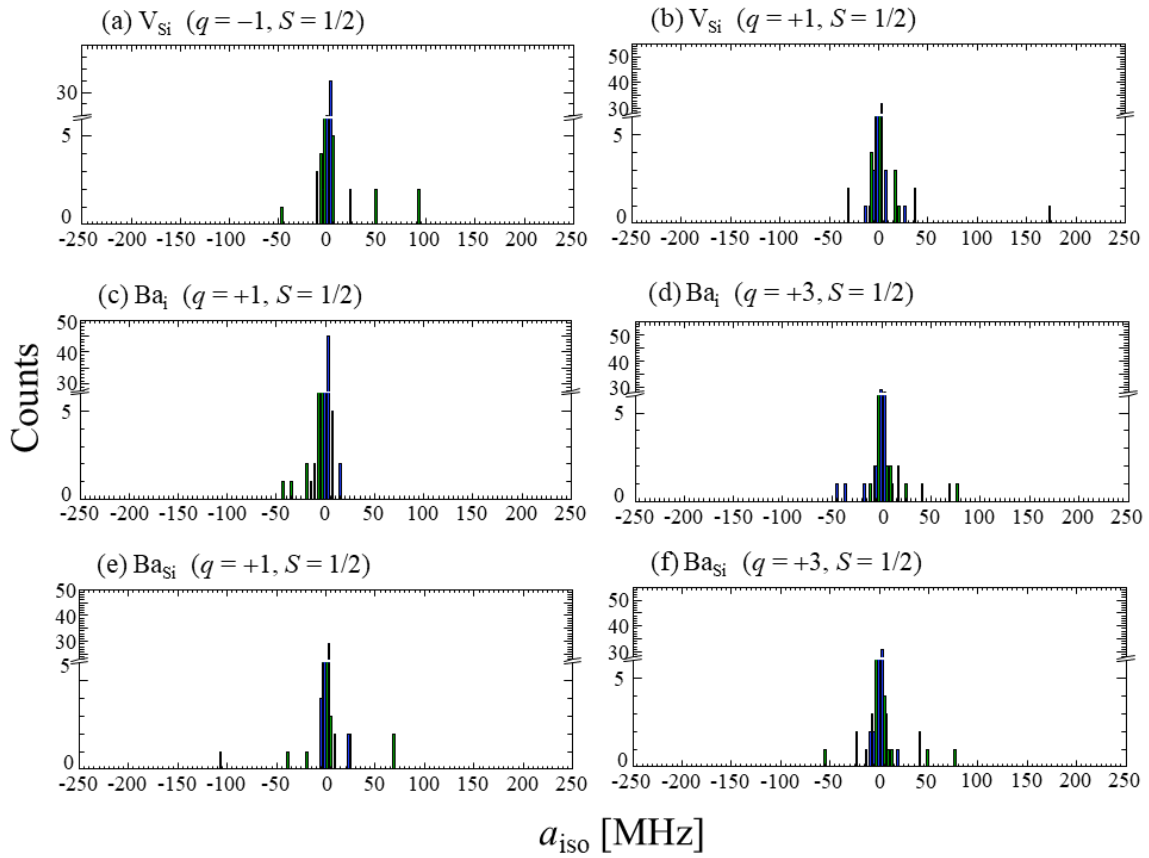 (a) V_Si (q = −1, S = 1/2)
30
5
0
-250 -200 -150 -100 -50 0 50 100 150 200 250
(b) V_Si (q = +1, S = 1/2)
50
40
30
5
0
-250 -200 -150 -100 -50 0 50 100 150 200 250
(c) Ba_i (q = +1, S = 1/2)
50
40
30
5
0
-250 -200 -150 -100 -50 0 50 100 150 200 250
(d) Ba_i (q = +3, S = 1/2)
50
40
30
5
0
-250 -200 -150 -100 -50 0 50 100 150 200 250
Counts
(e) Ba_Si (q = +1, S = 1/2)
50
40
30
5
0
-250 -200 -150 -100 -50 0 50 100 150 200 250
(f) Ba_Si (q = +3, S = 1/2)
50
40
30
5
0
-250 -200 -150 -100 -50 0 50 100 150 200 250
a_iso [MHz]